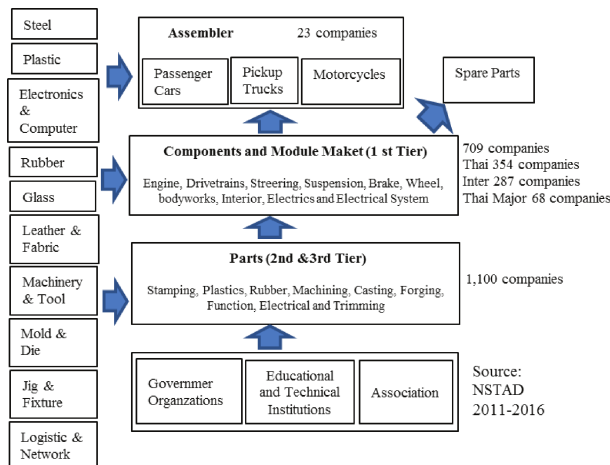 Steel
Plastic
Electronics
&
Computer
Rubber
Glass
Leather &
Fabric
Machinery
& Tool
Mold &
Die
Jig &
Fixture
Logistic &
Network
Assembler 23 companies
Passenger
Cars
Pickup
Trucks
Motorcycles
Spare Parts
Components and Module Maket (1 st Tier)
Engine, Drivetrains, Streering, Suspension, Brake, Wheel,
bodyworks, Interior, Electrics and Electrical System
709 companies
Thai 354 companies
Inter 287 companies
Thai Major 68 companies
Parts (2nd &3rd Tier)
Stamping, Plastics, Rubber, Machining, Casting, Forging,
Function, Electrical and Trimming
1,100 companies
Governmer
Organzations
Educational
and Technical
Institutions
Association
Source:
NSTAD
2011-2016